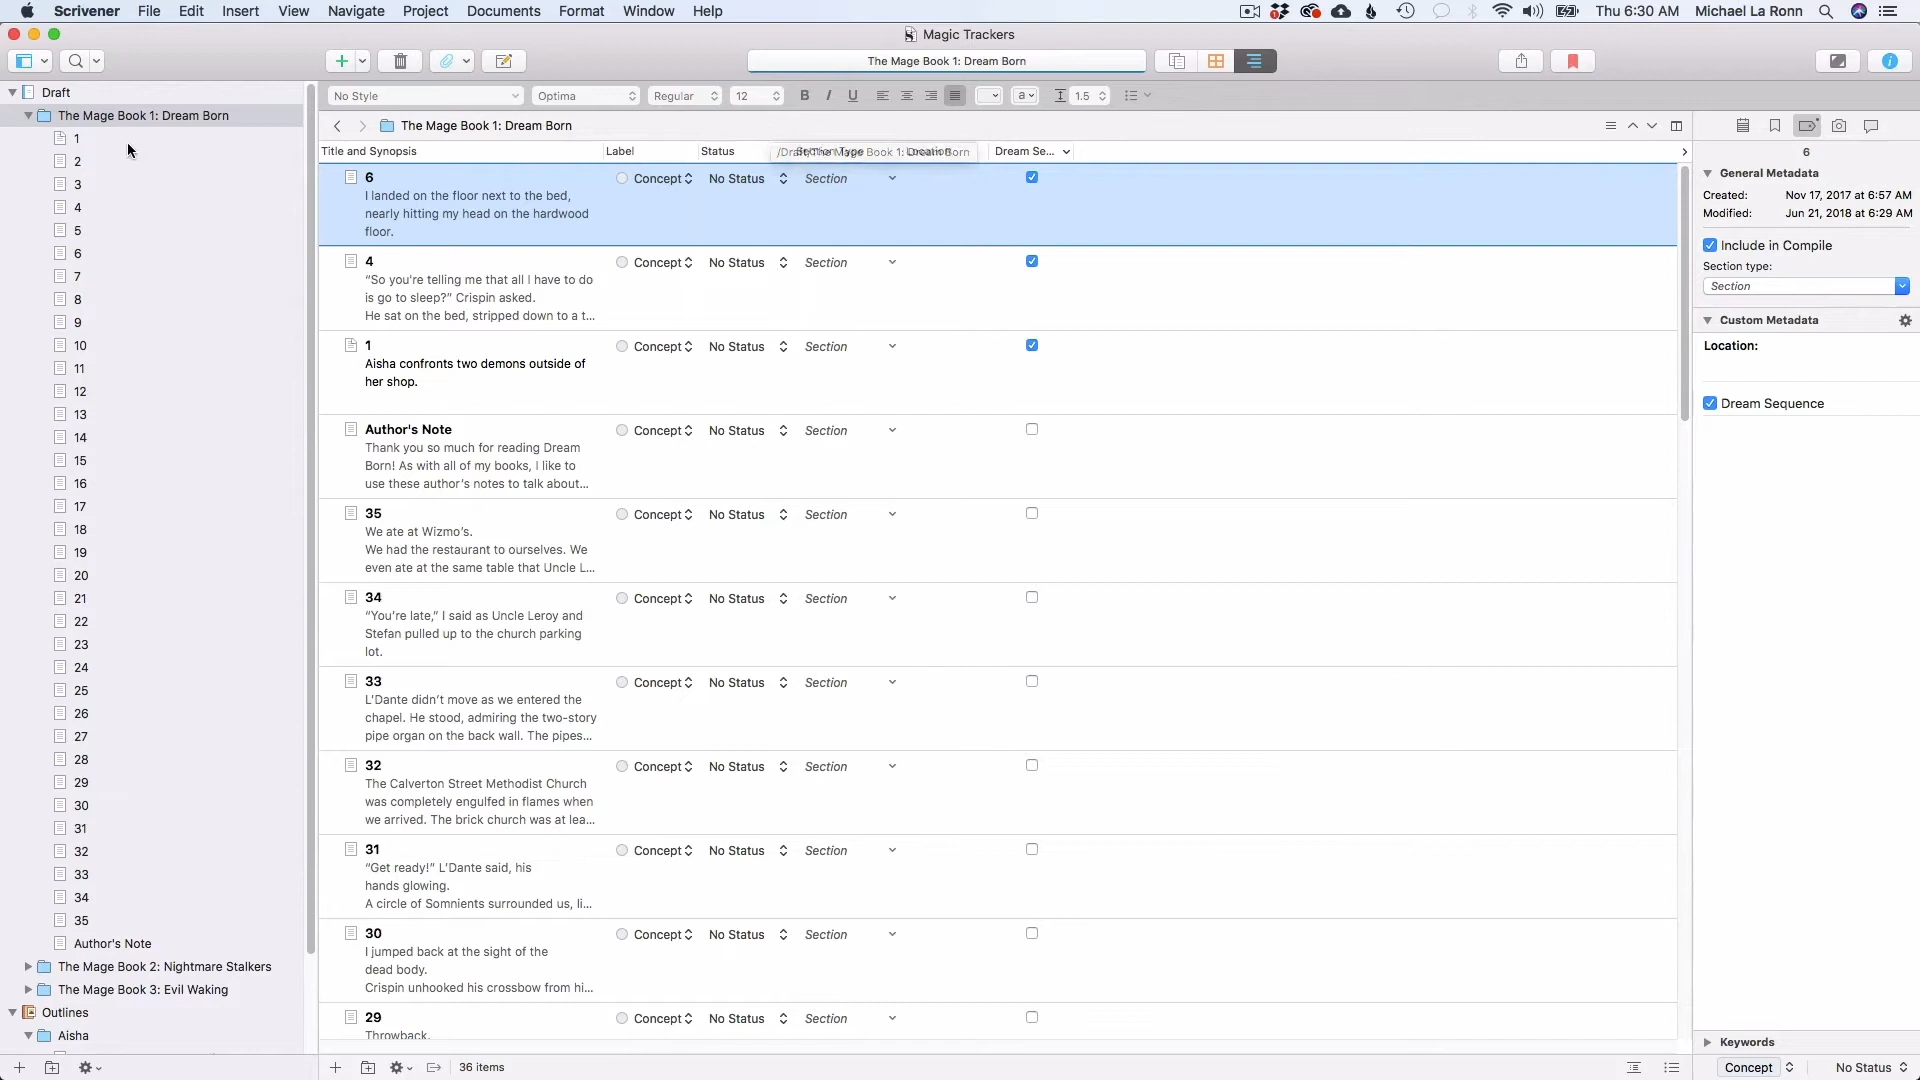 Scrivener File Edit Insert View Navigate Project Documents Format Window Help Thu 6:30 AM Michael La Ronn
Magic Trackers
The Mage Book 1: Dream Born
No Style Optima Regular 12 B I U a 1.5
Draft
The Mage Book 1: Dream Born
1
2
3
4
5
6
7
8
9
10
11
12
13
14
15
16
17
18
19
20
21
22
23
24
25
26
27
28
29
30
31
32
33
34
35
Author's Note
The Mage Book 2: Nightmare Stalkers
The Mage Book 3: Evil Waking
Outlines
Aisha
The Mage Book 1: Dream Born
Title and Synopsis Label Status Section Type Location Dream Se...
/Draft/The Mage Book 1: Dream Born
6 Concept No Status Section
I landed on the floor next to the bed,
nearly hitting my head on the hardwood
floor.
4 Concept No Status Section
“So you're telling me that all I have to do
is go to sleep?” Crispin asked.
He sat on the bed, stripped down to a t...
1 Concept No Status Section
Aisha confronts two demons outside of
her shop.
Author's Note Concept No Status Section
Thank you so much for reading Dream
Born! As with all of my books, I like to
use these author's notes to talk about...
35 Concept No Status Section
We ate at Wizmo's.
We had the restaurant to ourselves. We
even ate at the same table that Uncle L...
34 Concept No Status Section
“You're late,” I said as Uncle Leroy and
Stefan pulled up to the church parking
lot.
33 Concept No Status Section
L'Dante didn't move as we entered the
chapel. He stood, admiring the two-story
pipe organ on the back wall. The pipes...
32 Concept No Status Section
The Calverton Street Methodist Church
was completely engulfed in flames when
we arrived. The brick church was at lea...
31 Concept No Status Section
“Get ready!” L'Dante said, his
hands glowing.
A circle of Somnients surrounded us, li...
30 Concept No Status Section
I jumped back at the sight of the
dead body.
Crispin unhooked his crossbow from hi...
29 Concept No Status Section
Throwback.
36 items
6
General Metadata
Created: Nov 17, 2017 at 6:57 AM
Modified: Jun 21, 2018 at 6:29 AM
Include in Compile
Section type:
Section
Custom Metadata
Location:
Dream Sequence
Keywords
Concept No Status